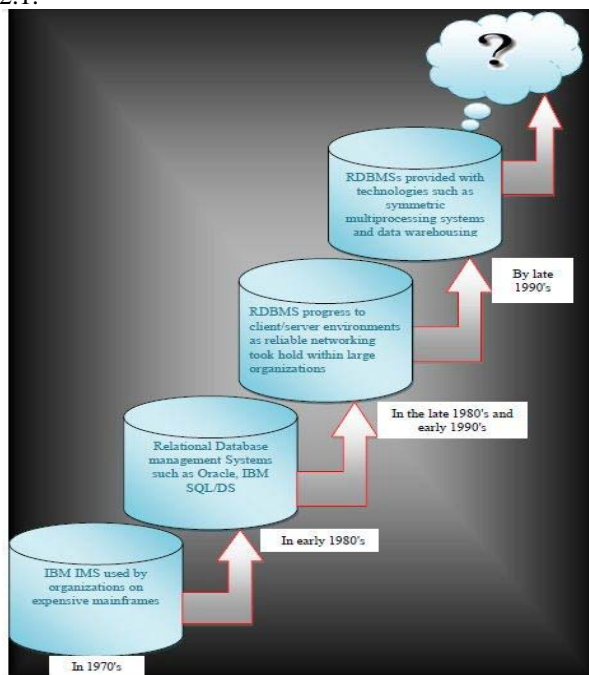 2.1.
?
RDBMSs provided with
technologies such as
symmetric
multiprocessing systems
and data warehousing
By late
1990's
RDBMS progress to
client/server environments
as reliable networking
took hold within large
organizations
In the late 1980's and
early 1990's
Relational Database
management Systems
such as Oracle, IBM
SQL/DS
In early 1980's
IBM IMS used by
organizations on
expensive mainframes
In 1970's